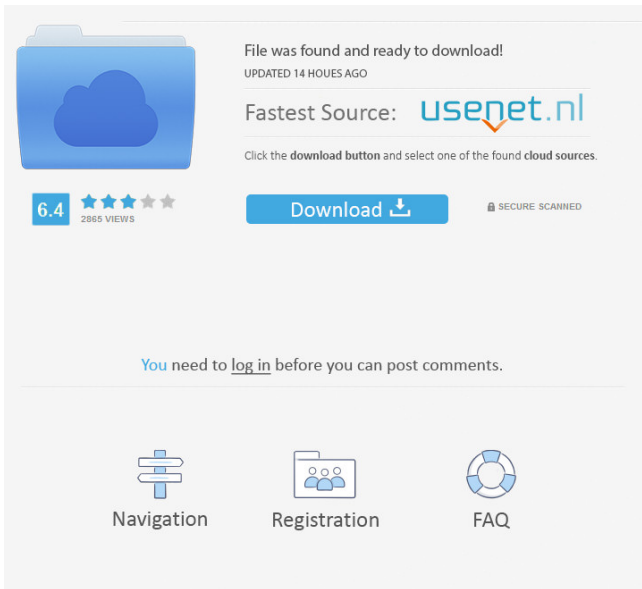 File was found and ready to download!
UPDATED 14 HOUES AGO
Fastest Source: usenet.nl
Click the download button and select one of the found cloud sources.
6.4
2865 VIEWS
Download
SECURE SCANNED
You need to log in before you can post comments.
Navigation
Registration
FAQ